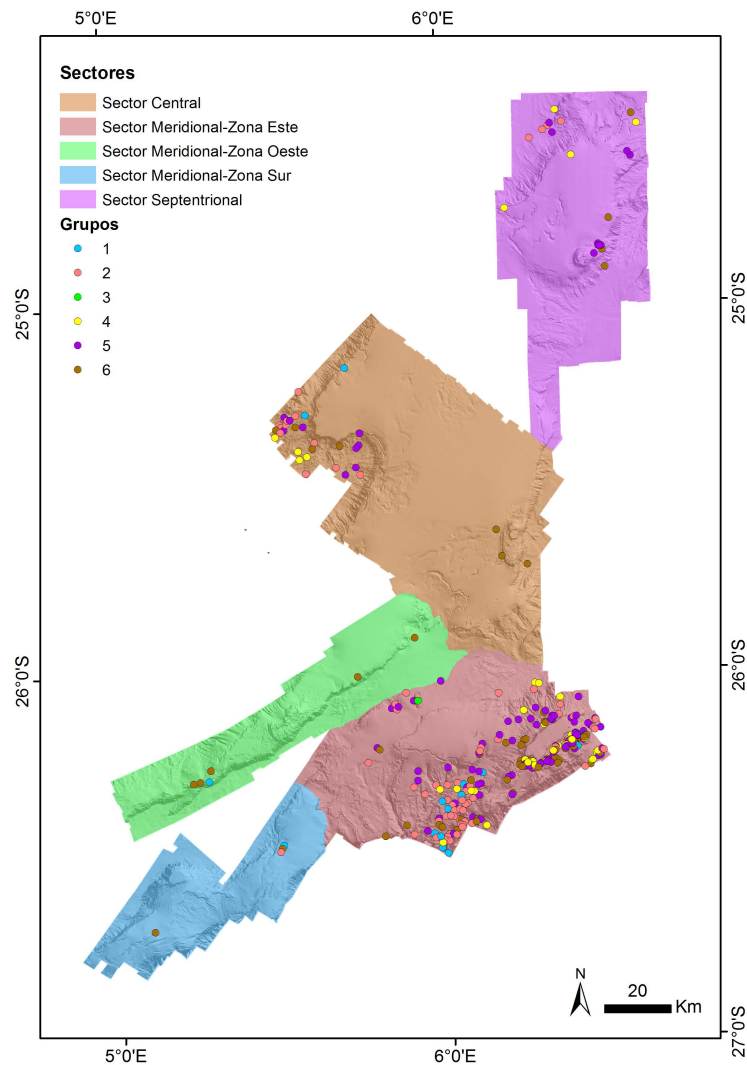 5°0'E 6°0'E
Sectores
Sector Central
Sector Meridional-Zona Este
Sector Meridional-Zona Oeste
Sector Meridional-Zona Sur
Sector Septentrional
Grupos
1
2
3
4
5
6
25°0'S 25°0'S
26°0'S 26°0'S
N
20
Km
27°0'S
5°0'E 6°0'E